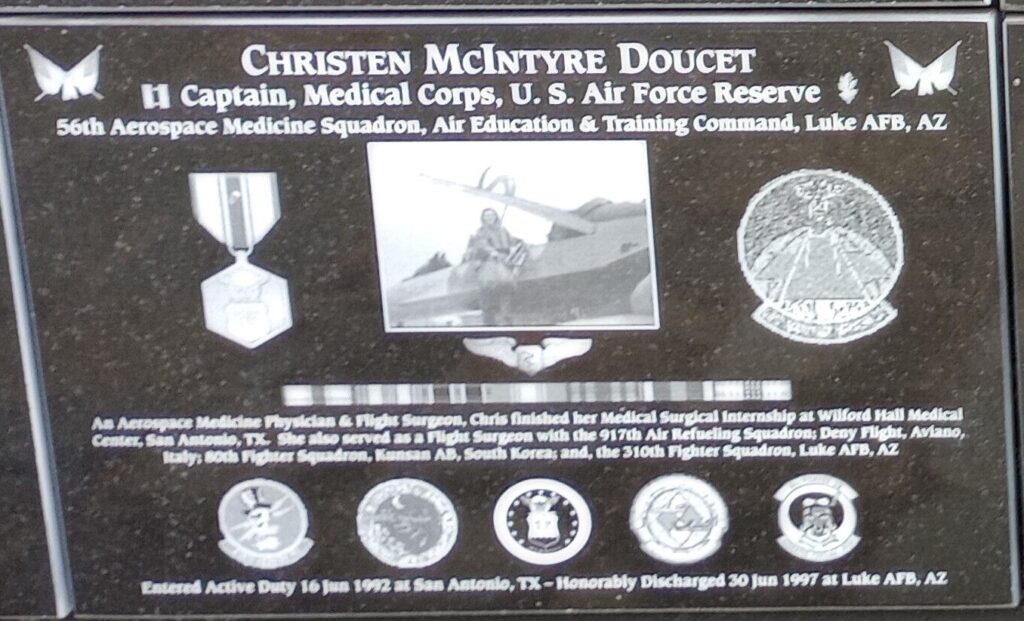 CHRISTEN MCINTYRE DOUCET
Captain, Medical Corps, U. S. Air Force Reserve
56th Aerospace Medicine Squadron, Air Education & Training Command, Luke AFB, AZ
An Aerospace Medicine Physician & Flight Surgeon, Chris finished her Medical Surgical Internship at Wilford Hall Medical
Center, San Antonio, TX. She also served as a Flight Surgeon with the 917th Air Refueling Squadron; Deny Flight, Aviano,
Italy; 80th Fighter Squadron, Kunsan AB, South Korea; and, the 310th Fighter Squadron, Luke AFB, AZ
Entered Active Duty 16 Jun 1992 at San Antonio, TX – Honorably Discharged 30 Jun 1997 at Luke AFB, AZ